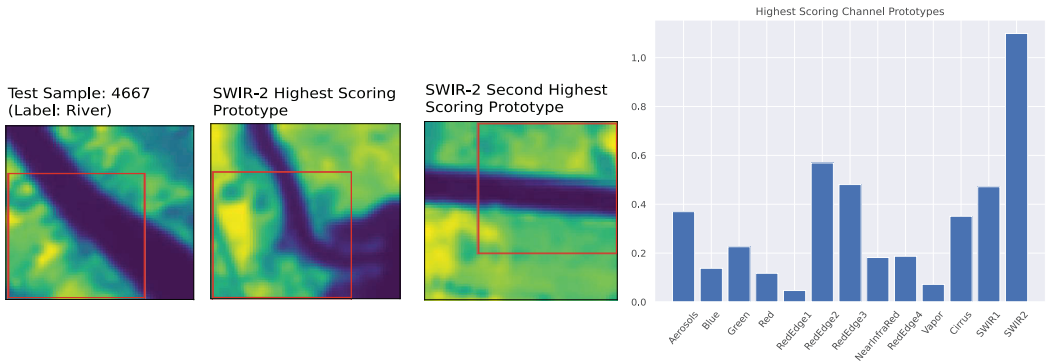 Test Sample: 4667
(Label: River)
SWIR-2 Highest Scoring
Prototype
SWIR-2 Second Highest
Scoring Prototype
Highest Scoring Channel Prototypes
1.0
0.8
0.6
0.4
0.2
0.0
Aerosols
Blue
Green
Red
RedEdge1
RedEdge2
RedEdge3
NearInfraRed
RedEdge4
Vapor
Cirrus
SWIR1
SWIR2